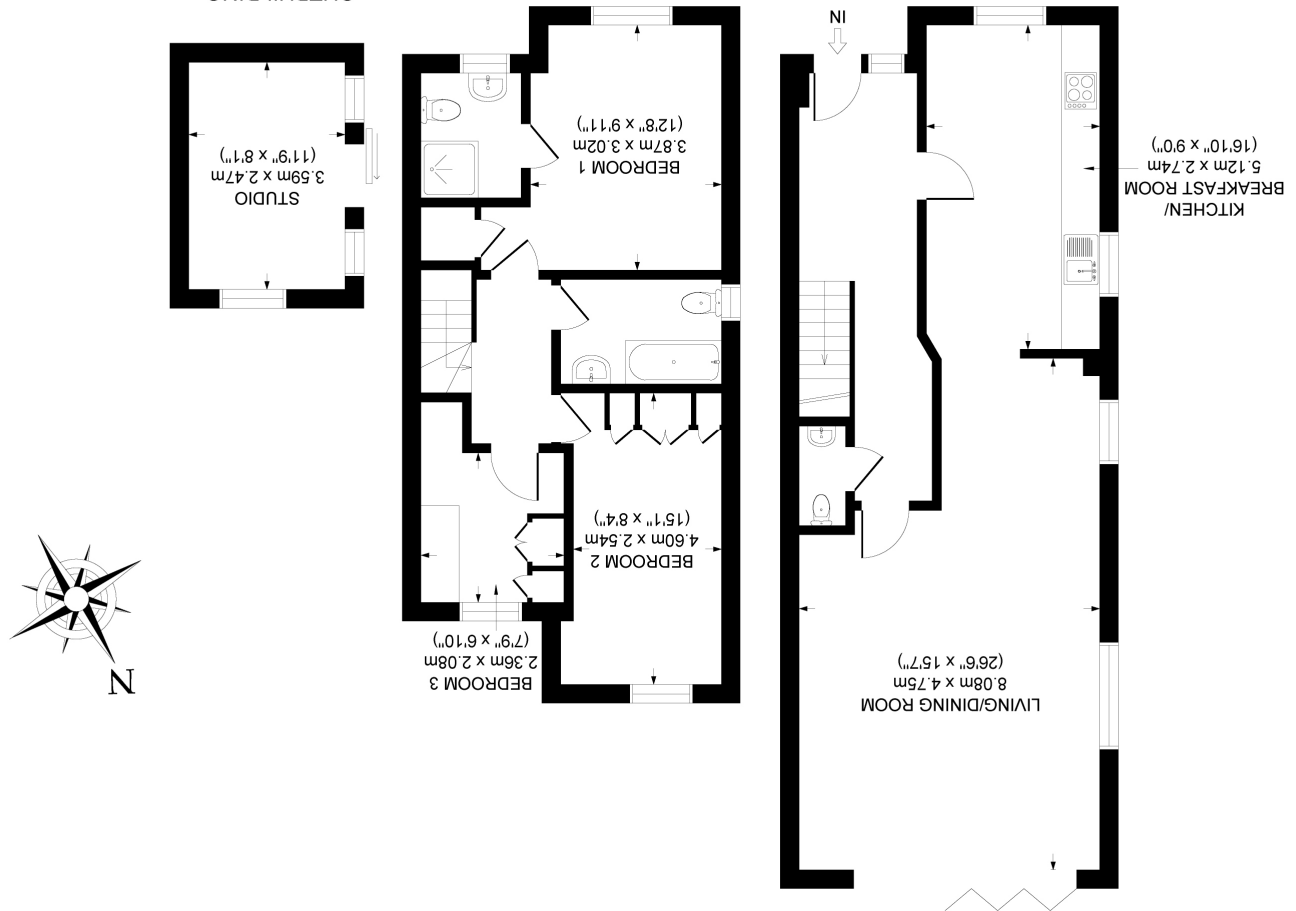 LIVING/DINING ROOM
8.08m x 4.75m
(26'6" x 15'7")
KITCHEN/
BREAKFAST ROOM
5.12m x 2.74m
(16'10" x 9'0")
IN
BEDROOM 3
2.36m x 2.08m
(7'9" x 6'10")
BEDROOM 2
4.60m x 2.54m
(15'1" x 8'4")
BEDROOM 1
3.87m x 3.02m
(12'8" x 9'11")
N
STUDIO
3.59m x 2.47m
(11'9" x 8'1")